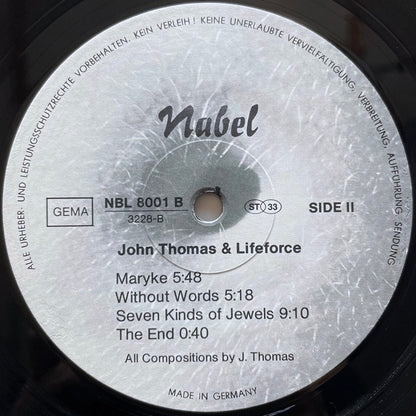 ALLE URHEBER- UND LEISTUNGSSCHUTZRECHTE VORBEHALTEN. KEIN VERLEIH! KEINE UNERLAUBTE VERVIELFÄLTIGUNG, VERBREITUNG, AUFFÜHRUNG, SENDUNG
Nabel
GEMA
NBL 8001 B
3228-B
ST 33
SIDE II
John Thomas & Lifeforce
Maryke 5:48
Without Words 5:18
Seven Kinds of Jewels 9:10
The End 0:40
All Compositions by J. Thomas
MADE IN GERMANY